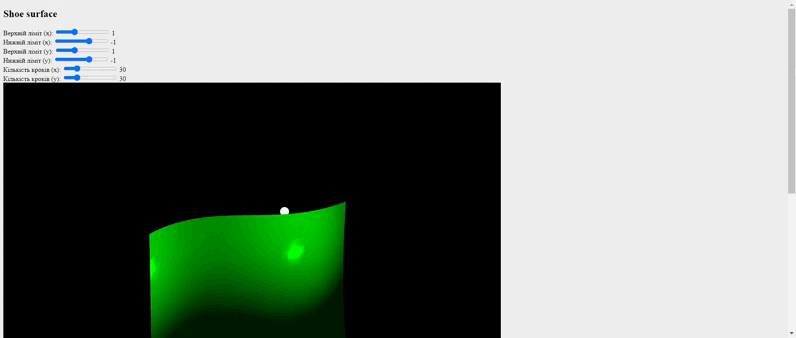 Shoe surface
Верхній ліміт (x): 1
Нижній ліміт (x): -1
Верхній ліміт (y): 1
Нижній ліміт (y): -1
Кількість кроків (x): 30
Кількість кроків (y): 30